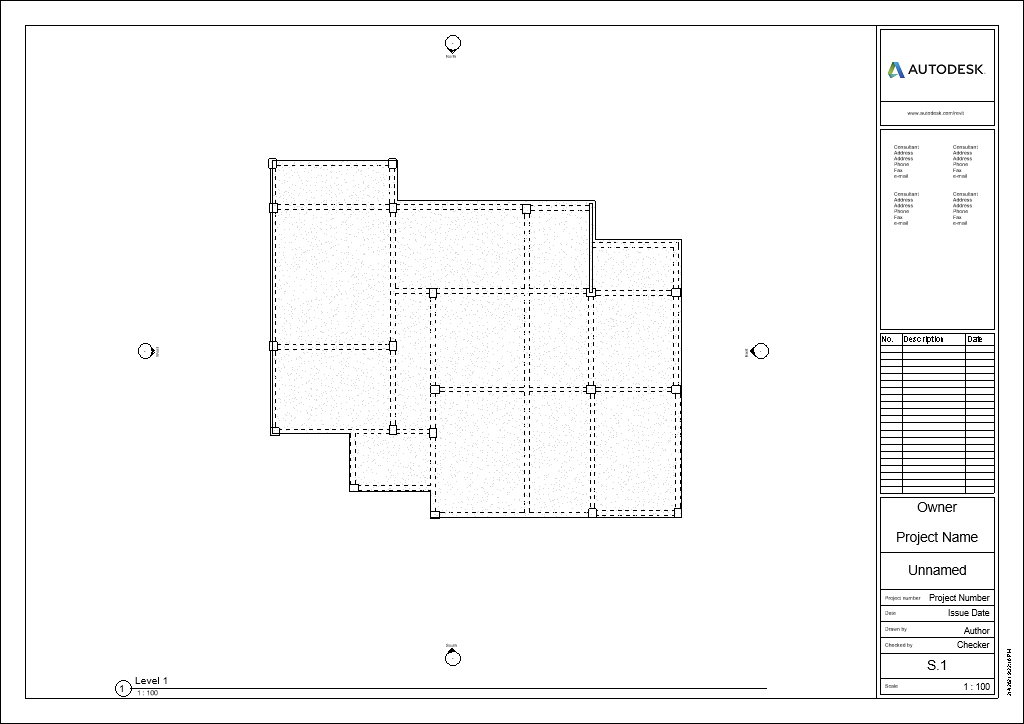 North
AUTODESK.
www.autodesk.com/revit
Consultant
Address
Address
Phone
Fax
e-mail
Consultant
Address
Address
Phone
Fax
e-mail
Consultant
Address
Address
Phone
Fax
e-mail
Consultant
Address
Address
Phone
Fax
e-mail
No. Description Date
East
Owner
Project Name
Unnamed
Project number Project Number
Date Issue Date
Drawn by Author
Checked by Checker
S.1
Scale 1 : 100
South
1 Level 1
1 : 100